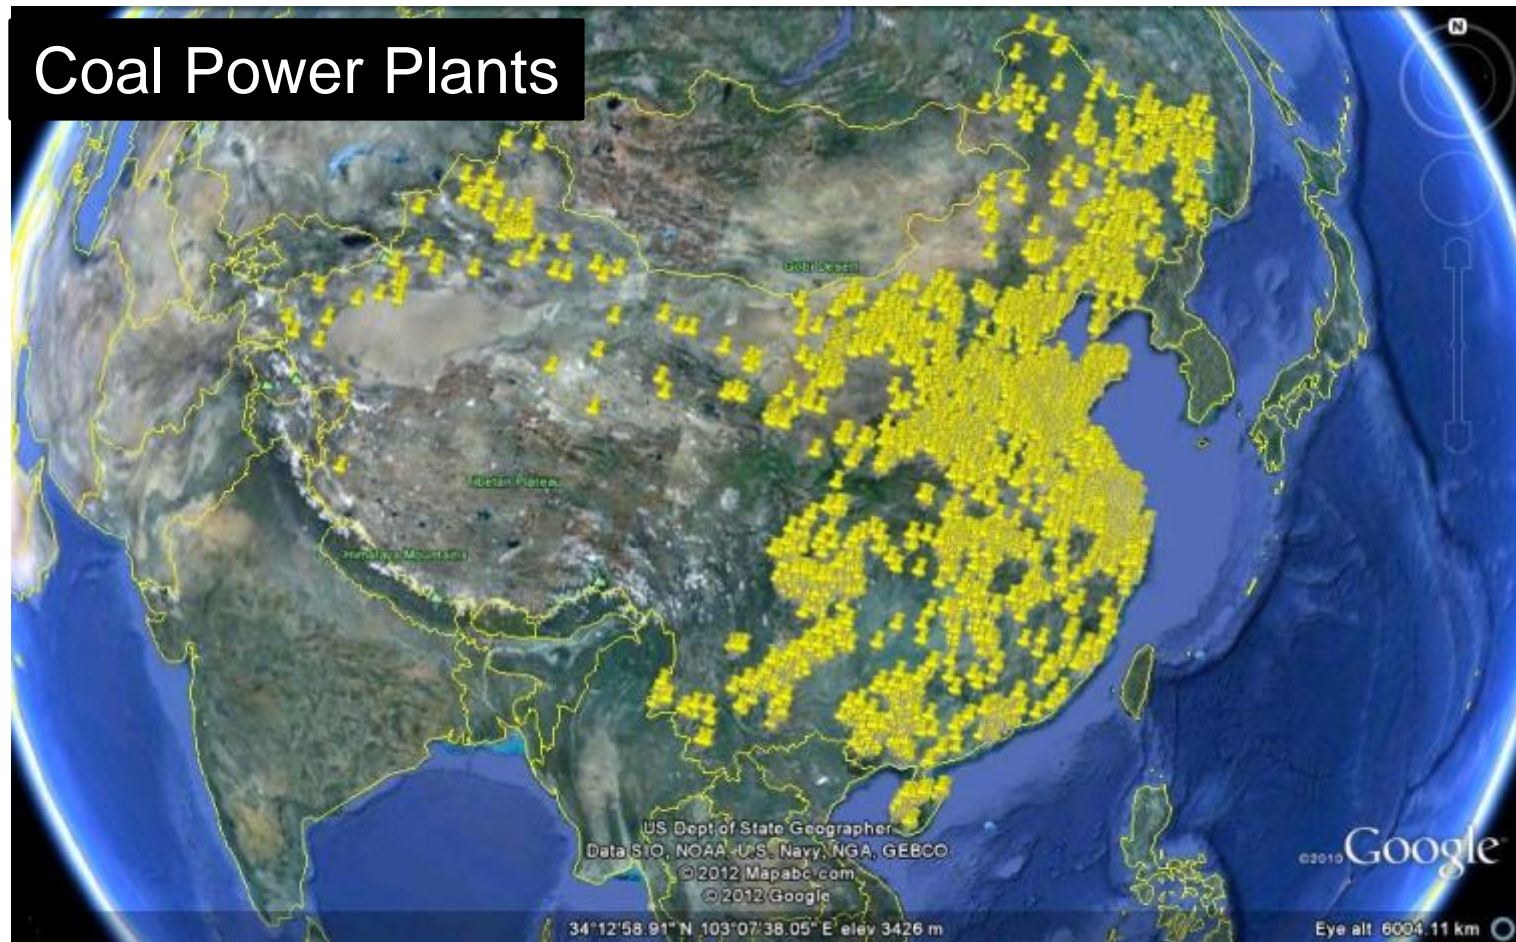 Coal Power Plants
N
Gobi Desert
Tibetan Plateau
Himalaya Mountains
US Dept of State Geographer
Data SIO, NOAA, U.S. Navy, NGA, GEBCO
© 2012 Mapabc.com
© 2012 Google
©2010 Google
34°12'58.91" N 103°07'38.05" E elev 3426 m
Eye alt 6004.11 km